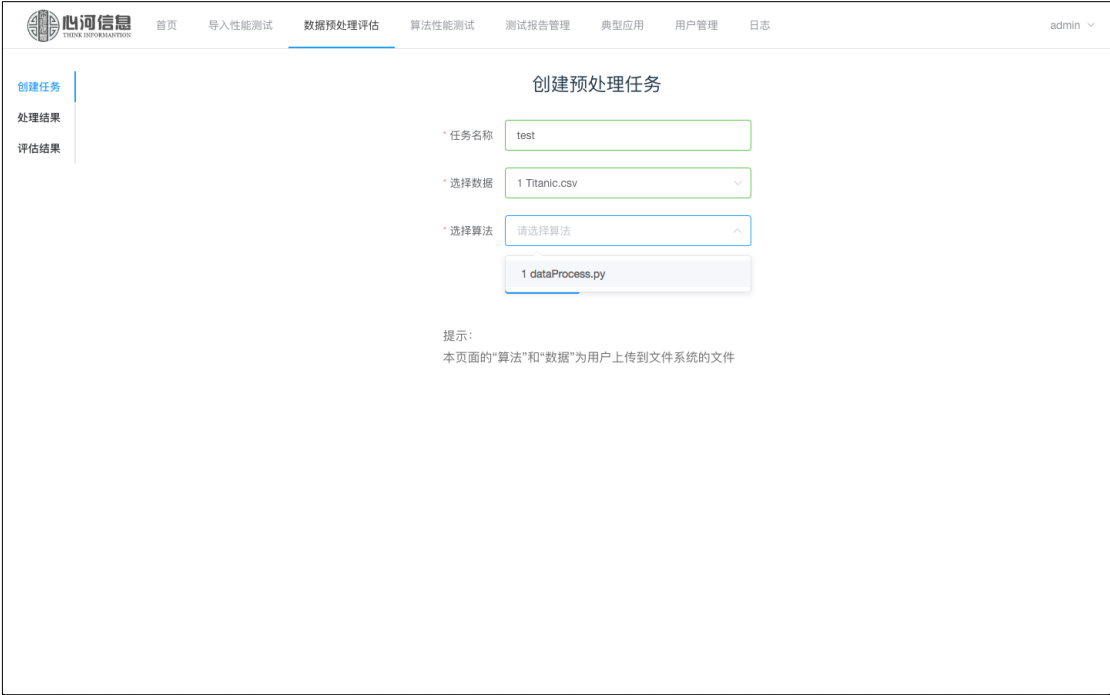 心河信息
THINK INFORMANTION
首页 导入性能测试 数据预处理评估 算法性能测试 测试报告管理 典型应用 用户管理 日志 admin
创建任务
处理结果
评估结果
创建预处理任务
* 任务名称 test
* 选择数据 1 Titanic.csv
* 选择算法 请选择算法
1 dataProcess.py
提示：
本页面的“算法”和“数据”为用户上传到文件系统的文件